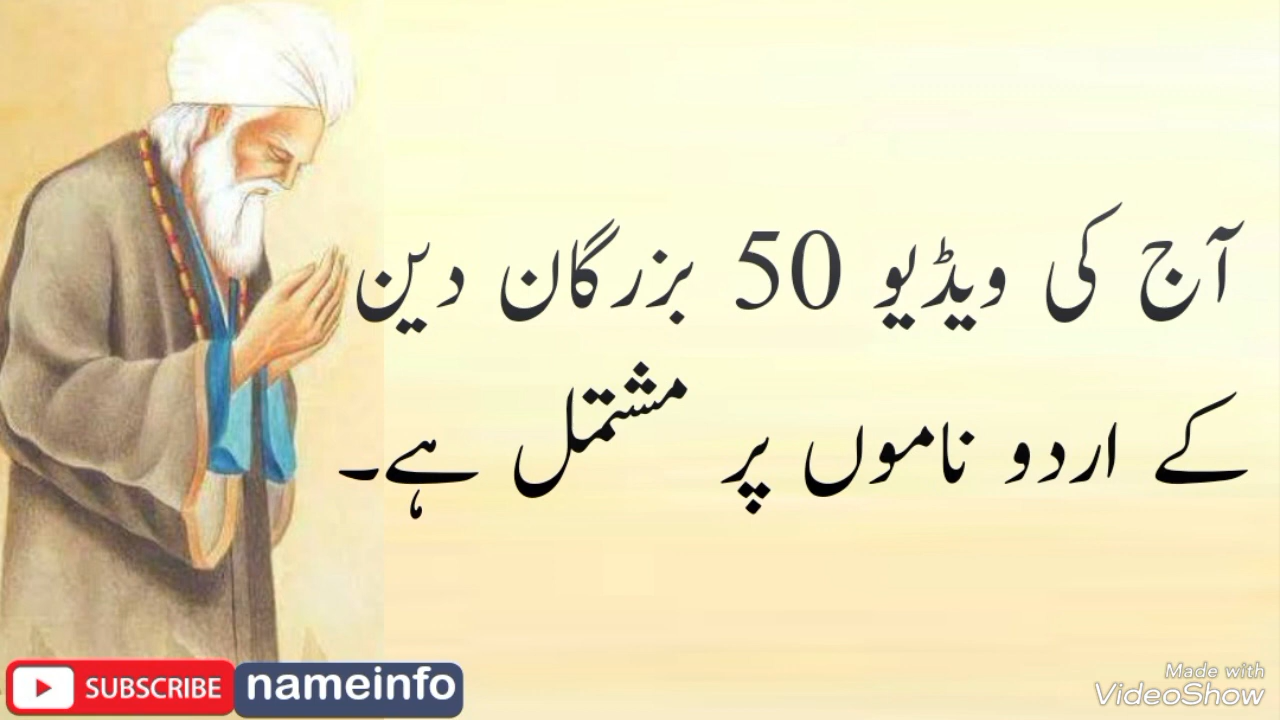 آج کی ویڈیو 50 بزرگان دین
کے اردو ناموں پر مشتمل ہے۔
SUBSCRIBE nameinfo
Made with
VideoShow